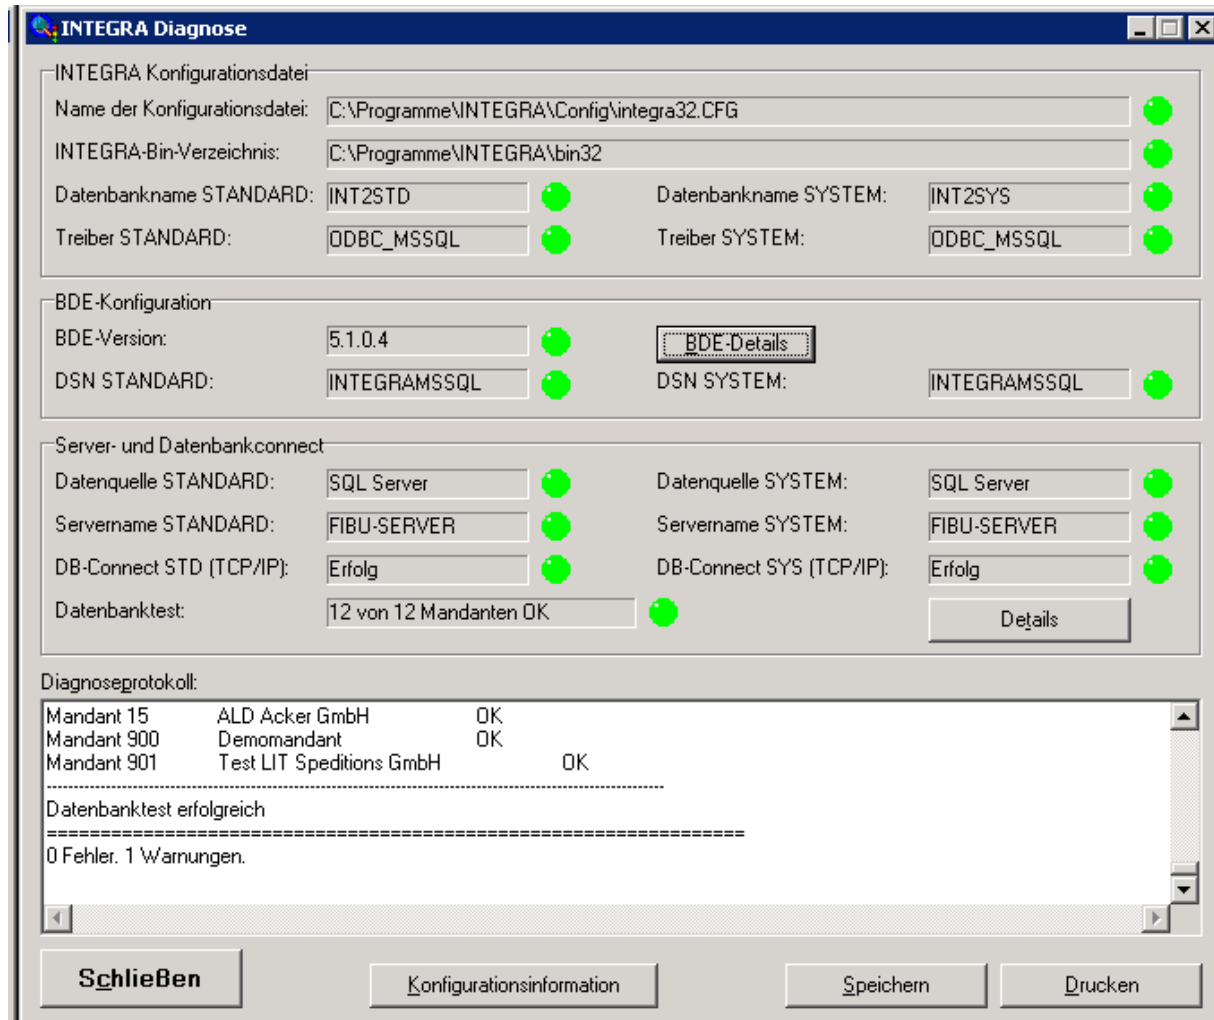 INTEGRA Diagnose
INTEGRA Konfigurationsdatei
Name der Konfigurationsdatei: C:\Programme\INTEGRA\Config\integra32.CFG
INTEGRA-Bin-Verzeichnis: C:\Programme\INTEGRA\bin32
Datenbankname STANDARD: INT2STD Datenbankname SYSTEM: INT2SYS
Treiber STANDARD: ODBC_MSSQL Treiber SYSTEM: ODBC_MSSQL
BDE-Konfiguration
BDE-Version: 5.1.0.4 BDE-Details
DSN STANDARD: INTEGRAMSSQL DSN SYSTEM: INTEGRAMSSQL
Server- und Datenbankconnect
Datenquelle STANDARD: SQL Server Datenquelle SYSTEM: SQL Server
Servername STANDARD: FIBU-SERVER Servername SYSTEM: FIBU-SERVER
DB-Connect STD (TCP/IP): Erfolg DB-Connect SYS (TCP/IP): Erfolg
Datenbanktest: 12 von 12 Mandanten OK Details
Diagnoseprotokoll:
Mandant 15 ALD Acker GmbH OK
Mandant 900 Demomandant OK
Mandant 901 Test LIT Speditions GmbH OK
Datenbanktest erfolgreich
0 Fehler. 1 Warnungen.
Schließen Konfigurationsinformation Speichern Drucken